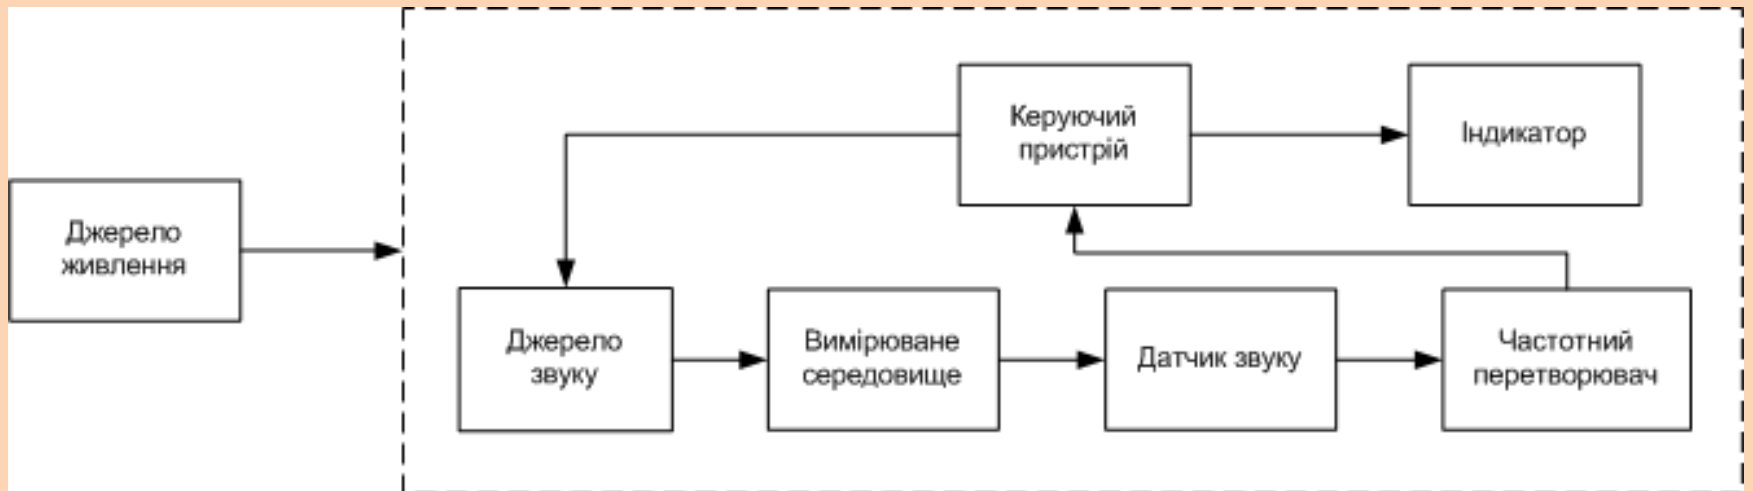 Керуючий
пристрій
Індикатор
Джерело
живлення
Джерело
звуку
Вимірюване
середовище
Датчик звуку
Частотний
перетворювач